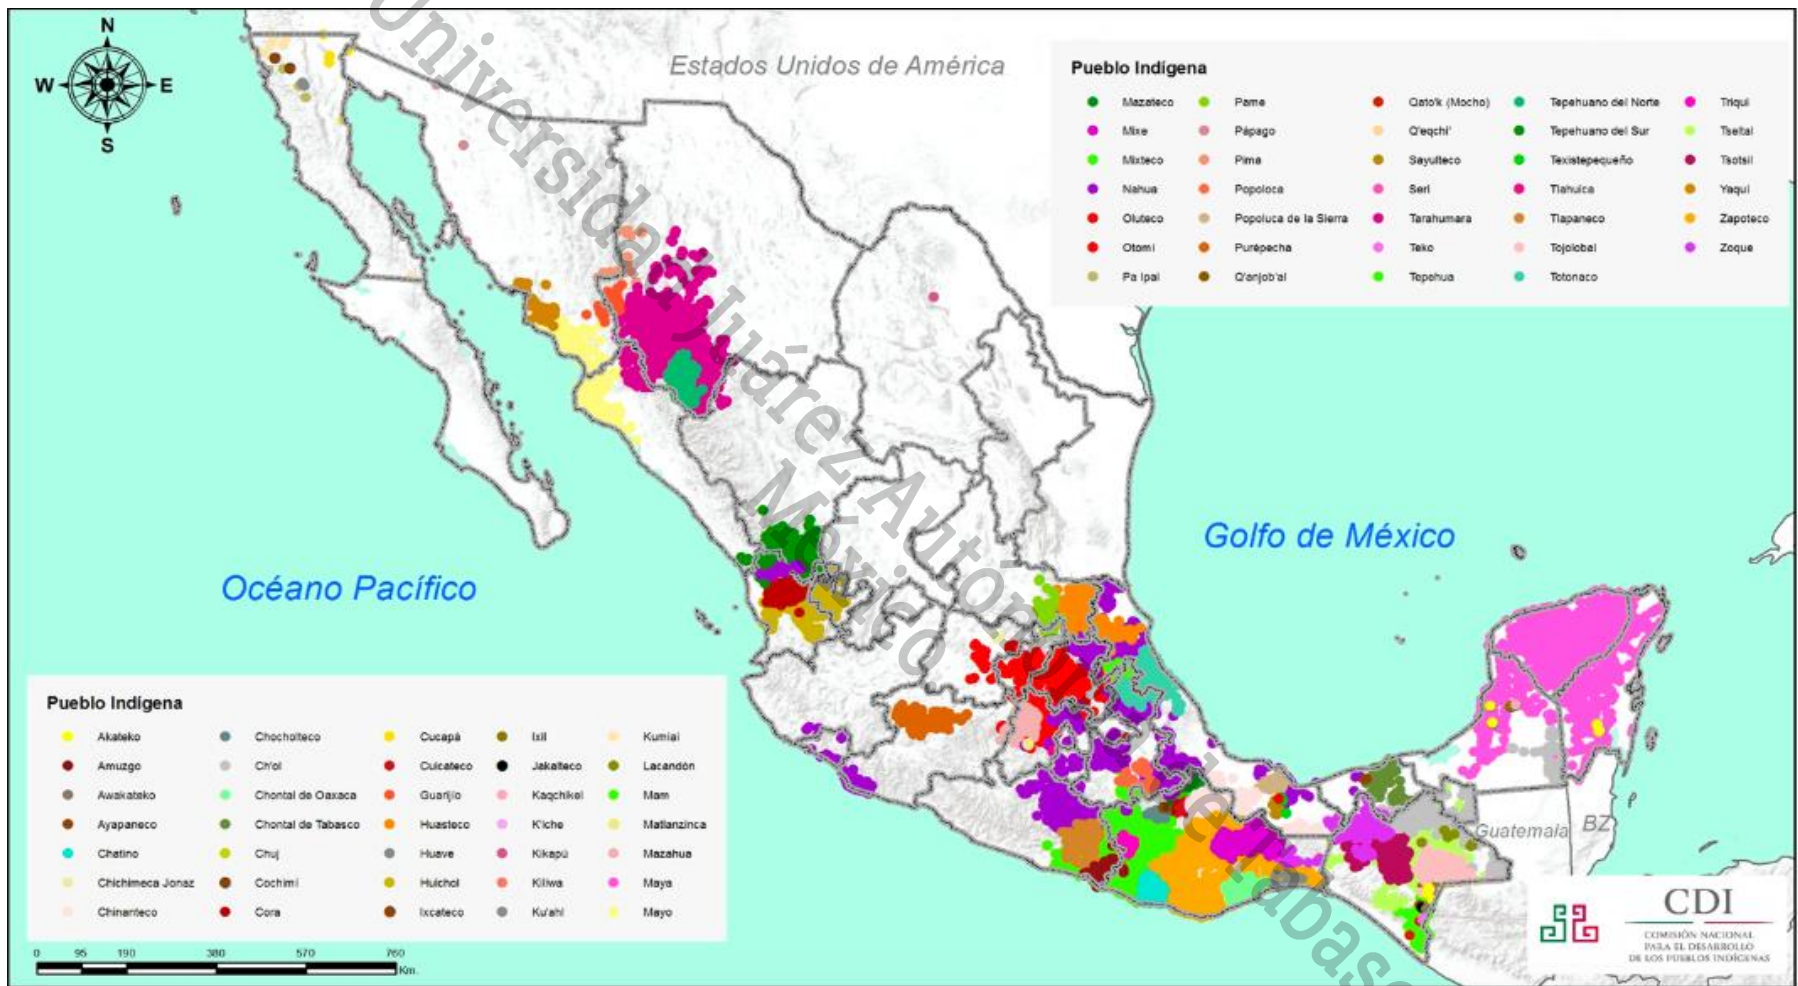 N
W E
S
Estados Unidos de América
Pueblo Indígena
Mazateco Pame Qato'k (Mocho) Tepehuano del Norte Triqui
Mixe Pápago Q'eqchi' Tepehuano del Sur Tseltal
Mixteco Pima Sayulteco Texistepequeño Tsotsil
Nahua Popoloca Seri Tlahuica Yaqui
Oluteco Popoluca de la Sierra Tarahumara Tlapaneco Zapoteco
Otomí Purépecha Teko Tojolobal Zoque
Pa ipai Q'anjob'al Tepehua Totonaco
Golfo de México
Océano Pacífico
Universidad Juárez Autónoma de Tabasco
México
Pueblo Indígena
Akateko Chocholteco Cucapá Ixil Kumiai
Amuzgo Ch'ol Cuicateco Jakalteco Lacandón
Awakateko Chontal de Oaxaca Guarijío Kaqchikel Mam
Ayapaneco Chontal de Tabasco Huasteco K'iche Matlanzinca
Chatino Chuj Huave Kikapú Mazahua
Chichimeca Jonaz Cochimí Huichol Kiliwa Maya
Chinanteco Cora Ixcateco Ku'ahl Mayo
0 95 190 380 570 760
Km.
Guatemala
BZ
CDI
COMISIÓN NACIONAL
PARA EL DESARROLLO
DE LOS PUEBLOS INDÍGENAS